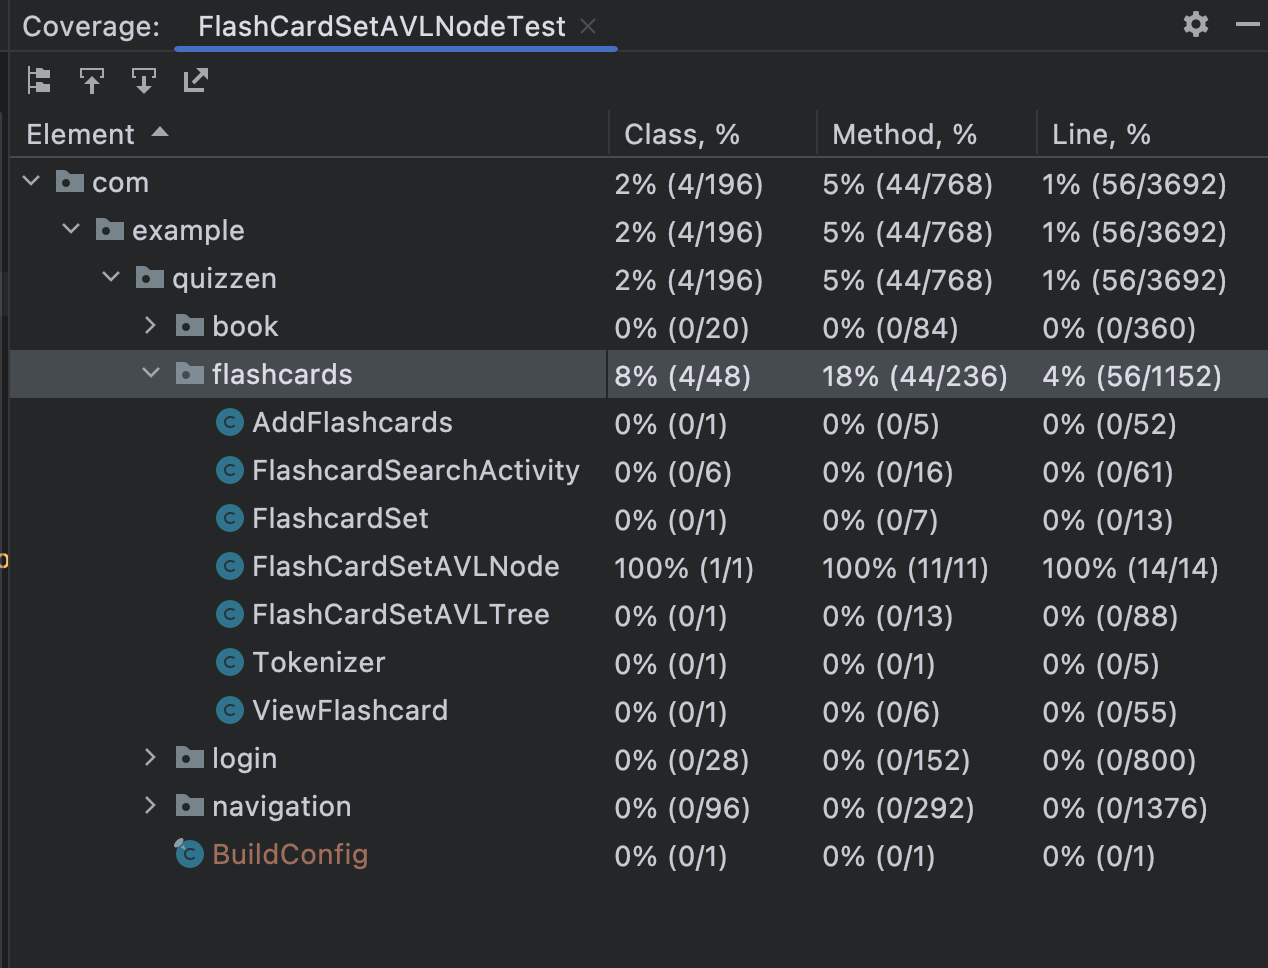 Coverage: FlashCardSetAVLNodeTest
Element Class, % Method, % Line, %
com 2% (4/196) 5% (44/768) 1% (56/3692)
example 2% (4/196) 5% (44/768) 1% (56/3692)
quizzen 2% (4/196) 5% (44/768) 1% (56/3692)
book 0% (0/20) 0% (0/84) 0% (0/360)
flashcards 8% (4/48) 18% (44/236) 4% (56/1152)
C AddFlashcards 0% (0/1) 0% (0/5) 0% (0/52)
C FlashcardSearchActivity 0% (0/6) 0% (0/16) 0% (0/61)
C FlashcardSet 0% (0/1) 0% (0/7) 0% (0/13)
C FlashCardSetAVLNode 100% (1/1) 100% (11/11) 100% (14/14)
C FlashCardSetAVLTree 0% (0/1) 0% (0/13) 0% (0/88)
C Tokenizer 0% (0/1) 0% (0/1) 0% (0/5)
C ViewFlashcard 0% (0/1) 0% (0/6) 0% (0/55)
login 0% (0/28) 0% (0/152) 0% (0/800)
navigation 0% (0/96) 0% (0/292) 0% (0/1376)
C BuildConfig 0% (0/1) 0% (0/1) 0% (0/1)